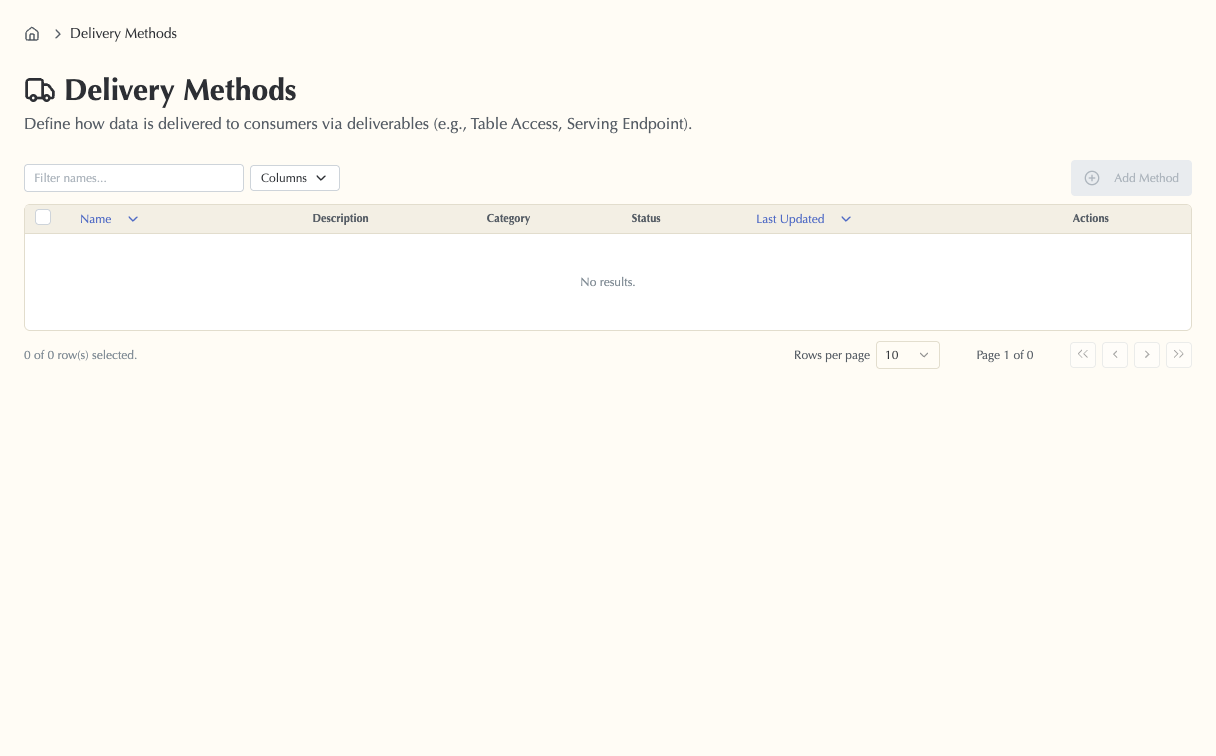 Delivery Methods
Delivery Methods
Define how data is delivered to consumers via deliverables (e.g., Table Access, Serving Endpoint).
Filter names...
Columns
Add Method
Name Description Category Status Last Updated Actions
No results.
0 of 0 row(s) selected.
Rows per page 10 Page 1 of 0